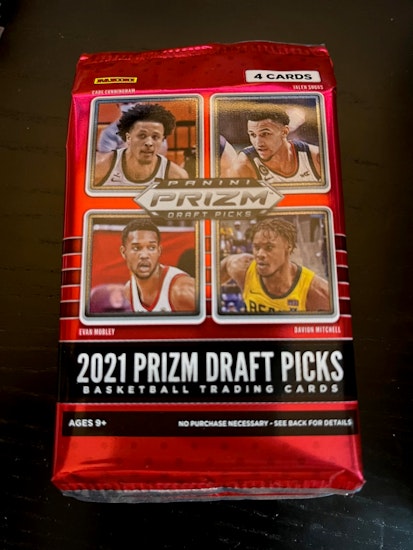 PANINI
4 CARDS
CADE CUNNINGHAM
JALEN SUGGS
PANINI
PRIZM
DRAFT PICKS
EVAN MOBLEY
DAVION MITCHELL
2021 PRIZM DRAFT PICKS
BASKETBALL TRADING CARDS
AGES 9+
NO PURCHASE NECESSARY - SEE BACK FOR DETAILS